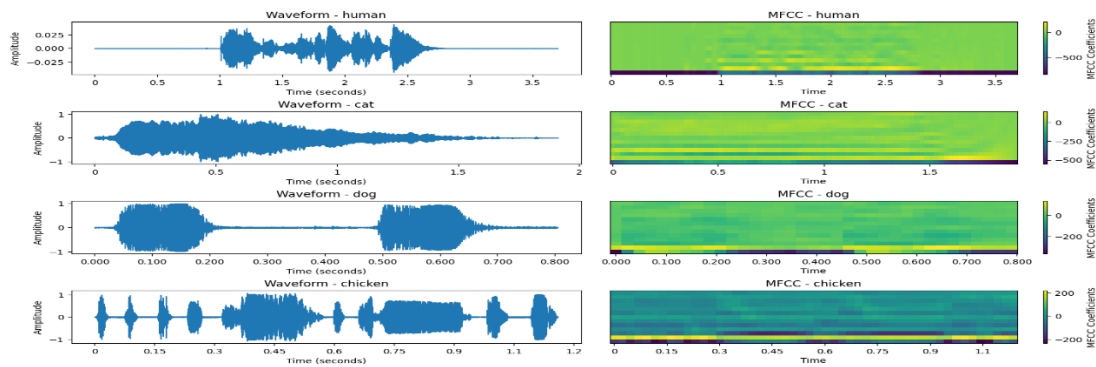 Waveform - human
MFCC - human
Amplitude
0.025
0.000
−0.025
0 0.5 1 1.5 2 2.5 3 3.5
Time (seconds)
0 0.5 1 1.5 2 2.5 3 3.5
Time
0
−500
MFCC Coefficients
Waveform - cat
MFCC - cat
Amplitude
1
0
−1
0 0.5 1 1.5 2
Time (seconds)
0 0.5 1 1.5
Time
0
−250
−500
MFCC Coefficients
Waveform - dog
MFCC - dog
Amplitude
1
0
−1
0.000 0.100 0.200 0.300 0.400 0.500 0.600 0.700 0.800
Time (seconds)
0.000 0.100 0.200 0.300 0.400 0.500 0.600 0.700 0.800
Time
0
−200
MFCC Coefficients
Waveform - chicken
MFCC - chicken
Amplitude
1
0
−1
0 0.15 0.3 0.45 0.6 0.75 0.9 1.1 1.2
Time (seconds)
0 0.15 0.3 0.45 0.6 0.75 0.9 1.1
Time
200
0
−200
MFCC Coefficients